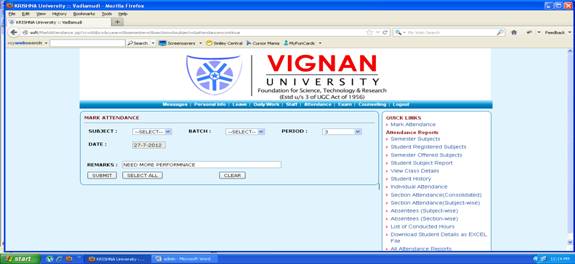 KRISHNA University :: Vadlamudi - Mozilla Firefox
File Edit View History Bookmarks Tools Help
KRISHNA University :: Vadlamudi
My Web Search
Feedback
mywebsearch
Search Screensavers Smiley Central Cursor Mania MyFunCards
VIGNAN
UNIVERSITY
Foundation for Science, Technology & Research
(Estd u/s 3 of UGC Act of 1956)
Messages | Personal Info | Leave | DailyWork | Staff | Attendance | Exam | Counselling | Logout
MARK ATTENDANCE
SUBJECT : --SELECT-- BATCH : --SELECT-- PERIOD : 3
DATE : 27-7-2012
REMARKS : NEED MORE PERFORMNACE
SUBMIT SELECT ALL CLEAR
QUICK LINKS
Mark Attendance
Attendance Reports
Semester Subjects
Student Registered Subjects
Semester Offered Subjects
Student Subject Report
View Class Details
Student History
Individual Attendance
Section Attendance(Consolidated)
Section Attendance(Subject-wise)
Absentees (Subject-wise)
Absentees (Section-wise)
List of Conducted Hours
Download Student Details as EXCEL
File
All Attendance Reports
start
KRISHNA University :...
admin - Microsoft Word